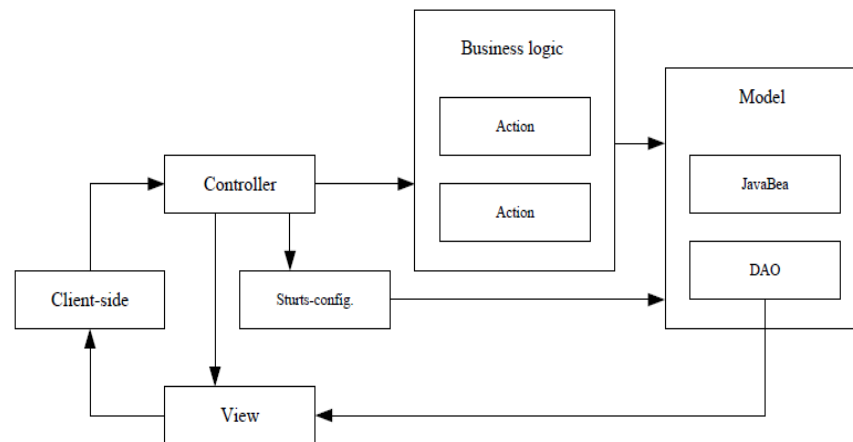 Business logic
Action
Action
Model
JavaBea
DAO
Controller
Client-side
Sturts-config.
View